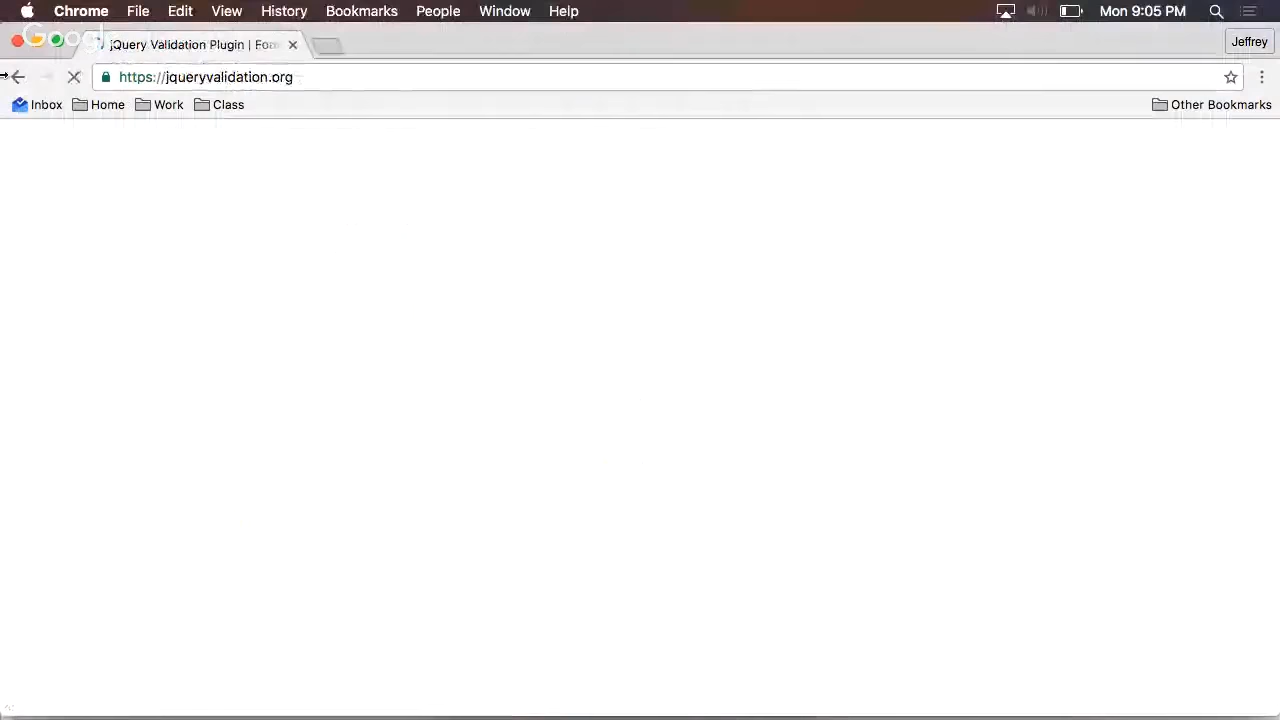 Chrome File Edit View History Bookmarks People Window Help Mon 9:05 PM
jQuery Validation Plugin | Jeffrey
https://jqueryvalidation.org
Inbox Home Work Class Other Bookmarks